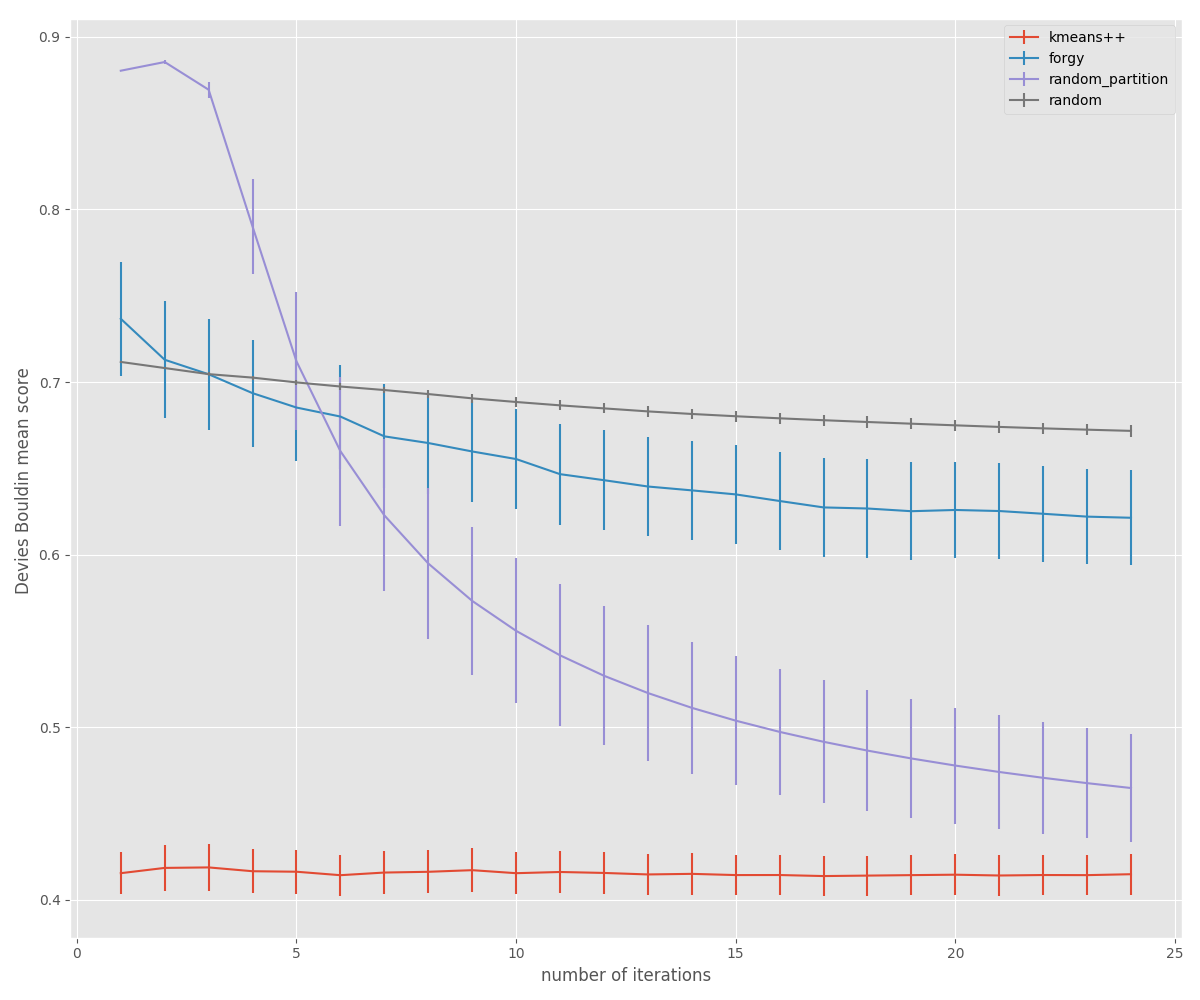 kmeans++
forgy
random_partition
random
0.9
0.8
0.7
0.6
0.5
0.4
Devies Bouldin mean score
0
5
10
15
20
25
number of icrations